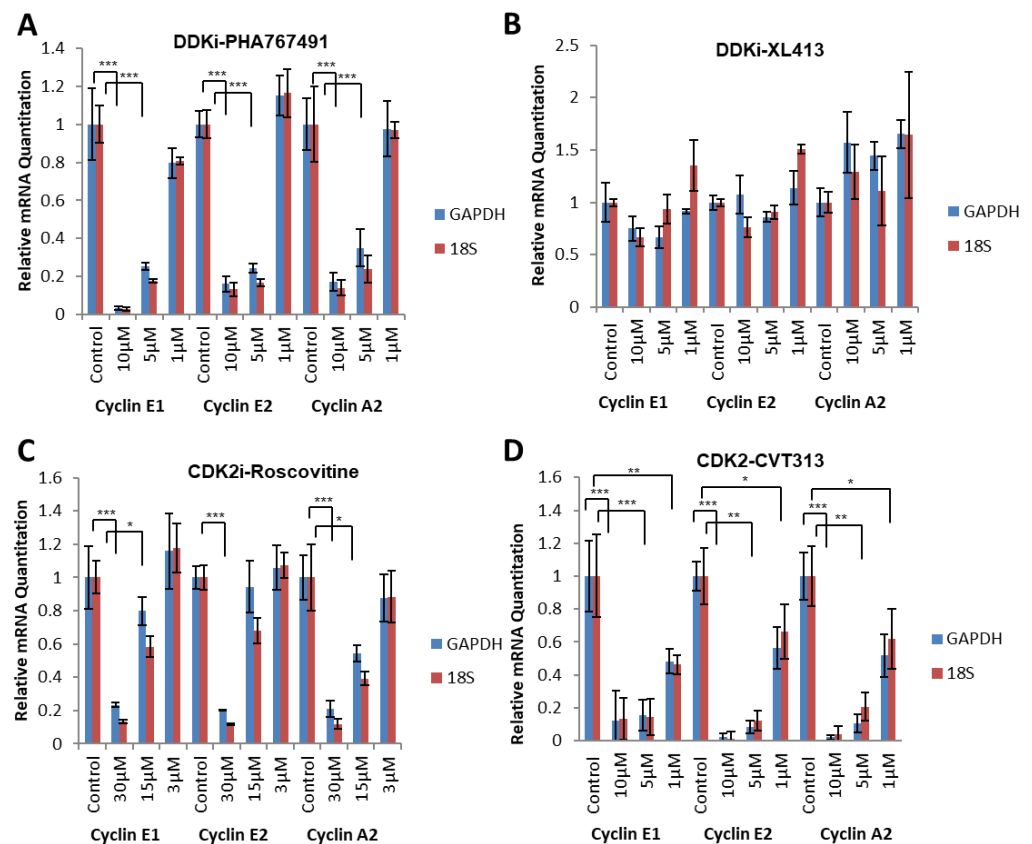 A
DDKi-PHA767491
Relative mRNA Quantitation
1.4
1.2
1
0.8
0.6
0.4
0.2
0
***
***
***
***
***
***
Control
10µM
5µM
1µM
Control
10µM
5µM
1µM
Control
10µM
5µM
1µM
Cyclin E1
Cyclin E2
Cyclin A2
GAPDH
18S
B
DDKi-XL413
Relative mRNA Quantitation
2.5
2
1.5
1
0.5
0
Control
10µM
5µM
1µM
Control
10µM
5µM
1µM
Control
10µM
5µM
1µM
Cyclin E1
Cyclin E2
Cyclin A2
GAPDH
18S
C
CDK2i-Roscovitine
Relative mRNA Quantitation
1.6
1.4
1.2
1
0.8
0.6
0.4
0.2
0
***
*
***
***
*
Control
30µM
15µM
3µM
Control
30µM
15µM
3µM
Control
30µM
15µM
3µM
Cyclin E1
Cyclin E2
Cyclin A2
GAPDH
18S
D
CDK2-CVT313
Relative mRNA Quantitation
1.6
1.4
1.2
1
0.8
0.6
0.4
0.2
0
**
***
***
*
***
**
*
***
**
Control
10µM
5µM
1µM
Control
10µM
5µM
1µM
Control
10µM
5µM
1µM
Cyclin E1
Cyclin E2
Cyclin A2
GAPDH
18S